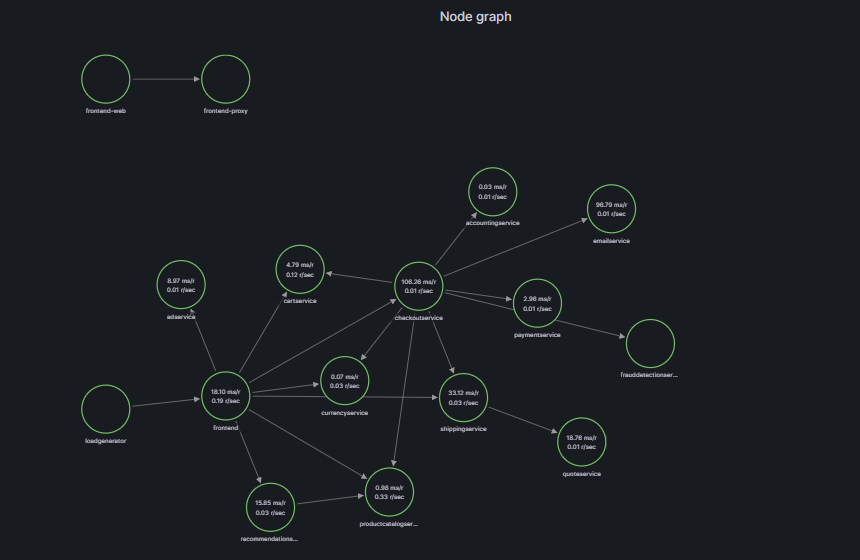 Node graph
frontend-web
frontend-proxy
0.03 ms/r
0.01 r/sec
accountingservice
96.79 ms/r
0.01 r/sec
emailservice
4.79 ms/r
0.12 r/sec
cartservice
8.97 ms/r
0.01 r/sec
adservice
106.26 ms/r
0.01 r/sec
checkoutservice
2.98 ms/r
0.01 r/sec
paymentservice
frauddetectionser...
0.07 ms/r
0.03 r/sec
currencyservice
18.10 ms/r
0.19 r/sec
frontend
33.12 ms/r
0.03 r/sec
shippingservice
loadgenerator
18.76 ms/r
0.01 r/sec
quoteservice
0.98 ms/r
0.33 r/sec
productcatalogser...
15.85 ms/r
0.03 r/sec
recommendations...